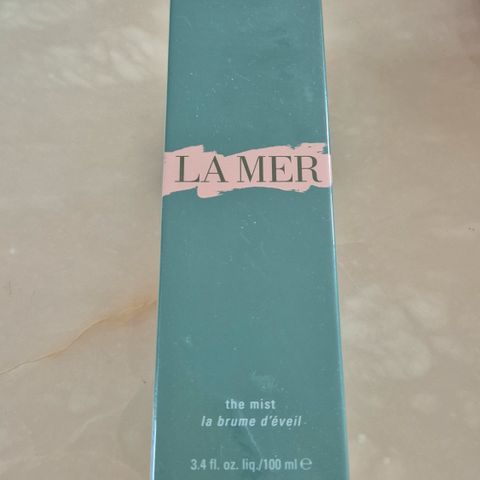 LA MER
the mist
la brume d'éveil
3.4 fl. oz. liq./100 ml ℮